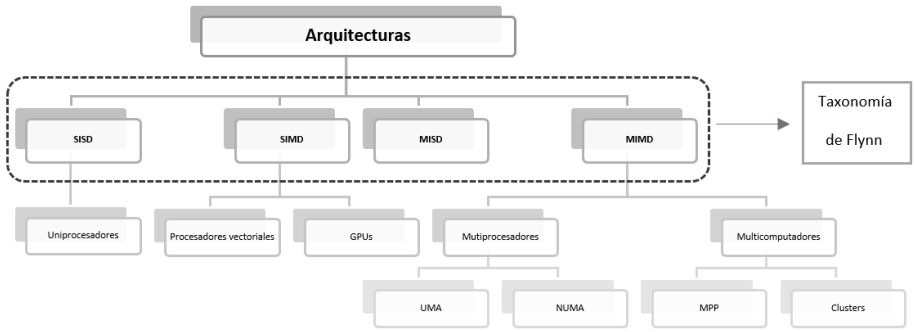 Arquitecturas
Taxonomía
de Flynn
SISD
SIMD
MISD
MIMD
Uniprocesadores
Procesadores vectoriales
GPUs
Mutiprocesadores
Multicomputadores
UMA
NUMA
MPP
Clusters